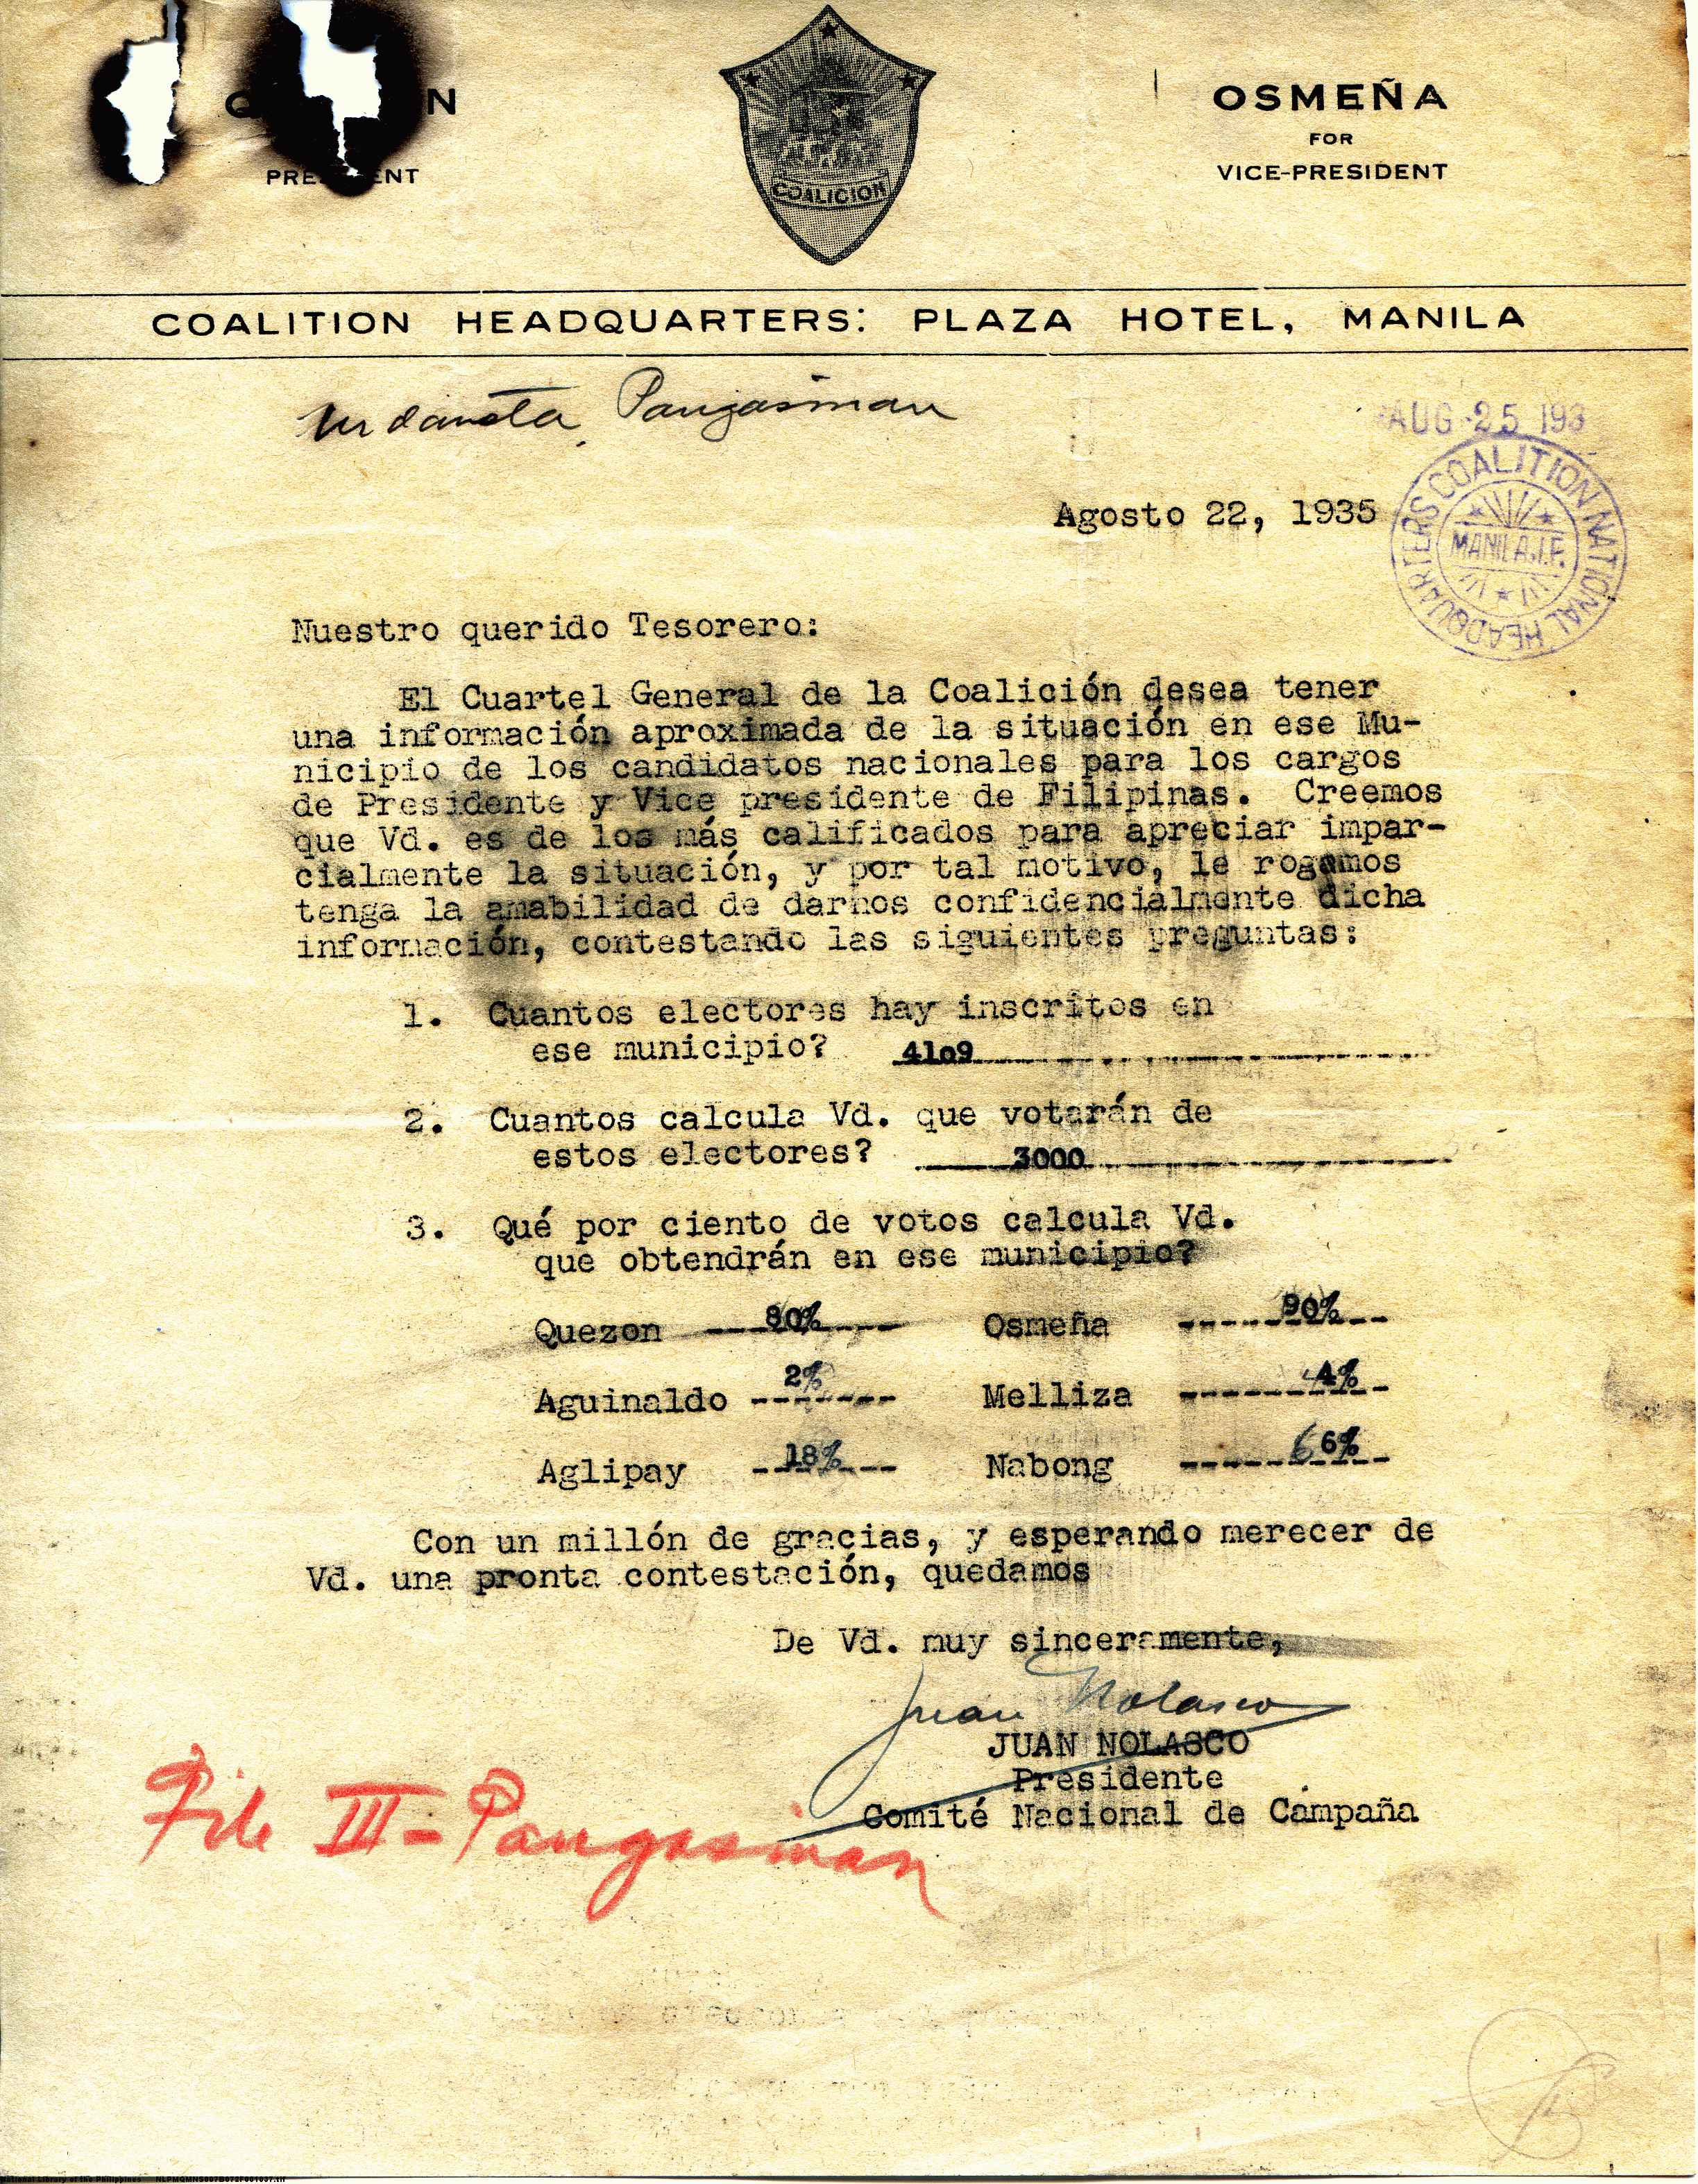 OSMEÑA
FOR
VICE-PRESIDENT
COALICION
COALITION HEADQUARTERS: PLAZA HOTEL, MANILA
Urdaneta, Pangasinan
AUG 25 193
COALITION NATIONAL HEADQUARTERS
MANILA, I.F.
Agosto 22, 1935
Nuestro querido Tesorero:
El Cuartel General de la Coalición desea tener
una información aproximada de la situación en ese Mu-
nicipio de los candidatos nacionales para los cargos
de Presidente y Vice presidente de Filipinas. Creemos
que Vd. es de los más calificados para apreciar impar-
cialmente la situación, y por tal motivo, le rogamos
tenga la amabilidad de darnos confidencialmente dicha
información, contestando las siguientes preguntas:
1. Cuantos electores hay inscritos en
ese municipio? 41o9
2. Cuantos calcula Vd. que votarán de
estos electores? 3000
3. Qué por ciento de votos calcula Vd.
que obtendrán en ese municipio?
Quezon 80% Osmeña 90%
Aguinaldo 2% Melliza 4%
Aglipay 18% Nabong 6%
Con un millón de gracias, y esperando merecer de
Vd. una pronta contestación, quedamos
De Vd. muy sinceramente,
Juan Nolasco
JUAN NOLASCO
Presidente
Comité Nacional de Campaña
File III-Pangasinan
National Library of the Philippines